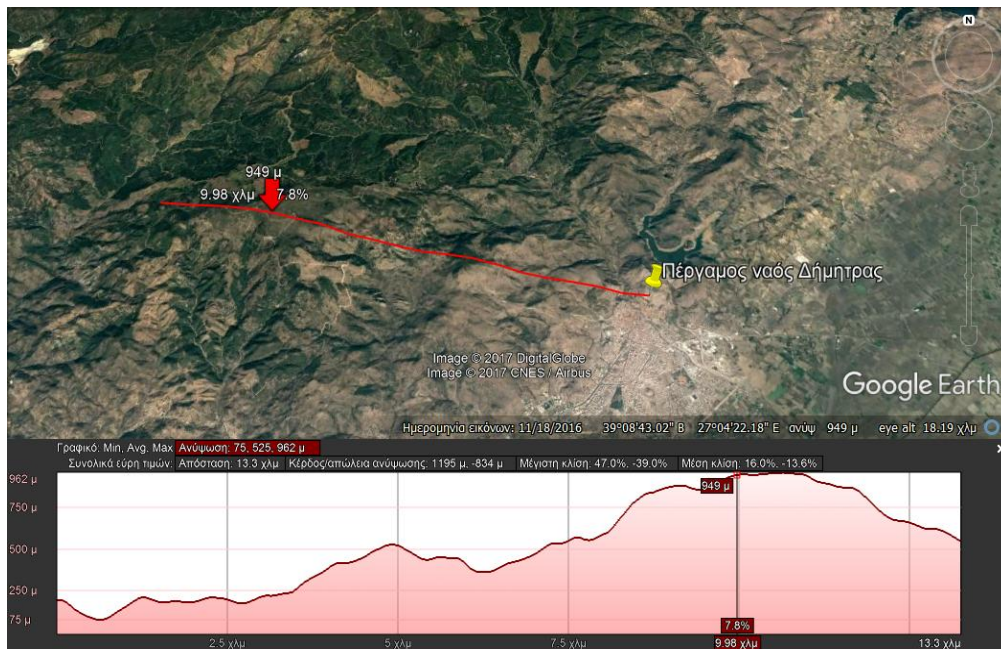 N
949 μ
9.98 χλμ 7.8%
Πέργαμος ναός Δήμητρας
Image © 2017 DigitalGlobe
Image © 2017 CNES / Airbus
Google Earth
Ημερομηνία εικόνων: 11/18/2016 39°08'43.02" Β 27°04'22.18" Ε ανύψ 949 μ eye alt 18.19 χλμ
Γραφικό: Min, Avg, Max Ανύψωση: 75, 525, 962 μ
Συνολικά εύρη τιμών: Απόσταση: 13.3 χλμ Κέρδος/απώλεια ανύψωσης: 1195 μ, -834 μ Μέγιστη κλίση: 47.0%, -39.0% Μέση κλίση: 16.0%, -13.6%
962 μ
949 μ
750 μ
500 μ
250 μ
75 μ
7.8%
2.5 χλμ 5 χλμ 7.5 χλμ 9.98 χλμ 13.3 χλμ